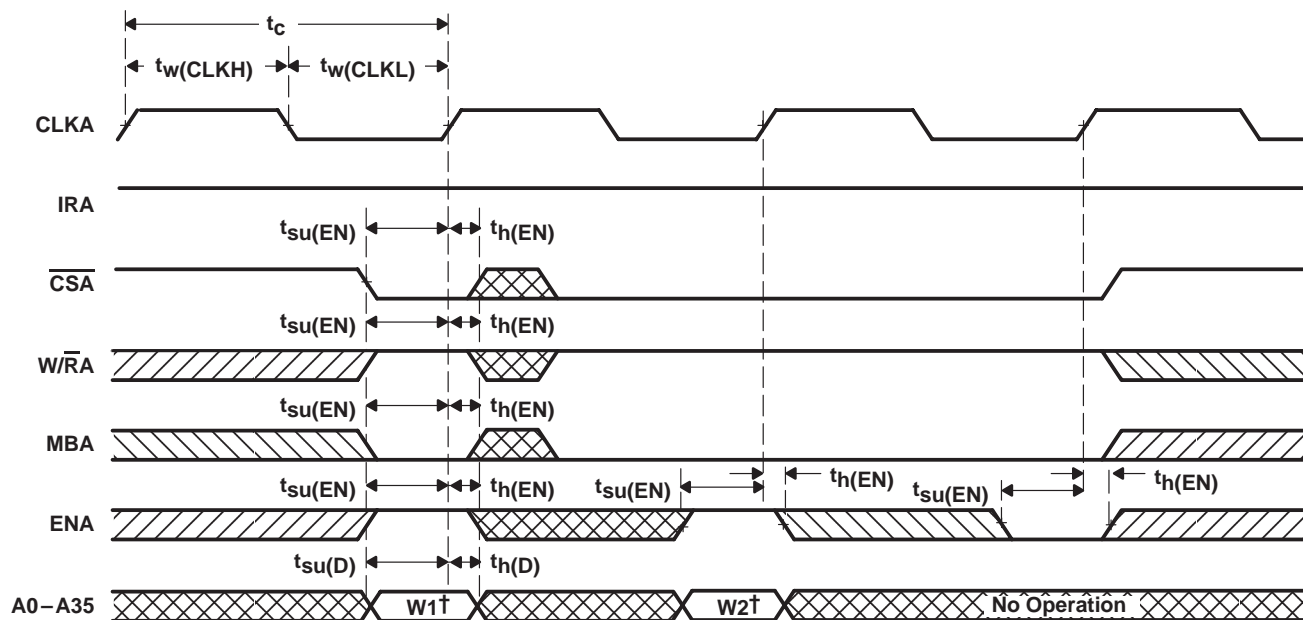 tc
tw(CLKH) tw(CLKL)
CLKA
IRA
tsu(EN) th(EN)
CSA
tsu(EN) th(EN)
W/RA
tsu(EN) th(EN)
MBA
tsu(EN) th(EN) tsu(EN) th(EN) tsu(EN) th(EN)
ENA
tsu(D) th(D)
A0–A35 W1† W2† No Operation